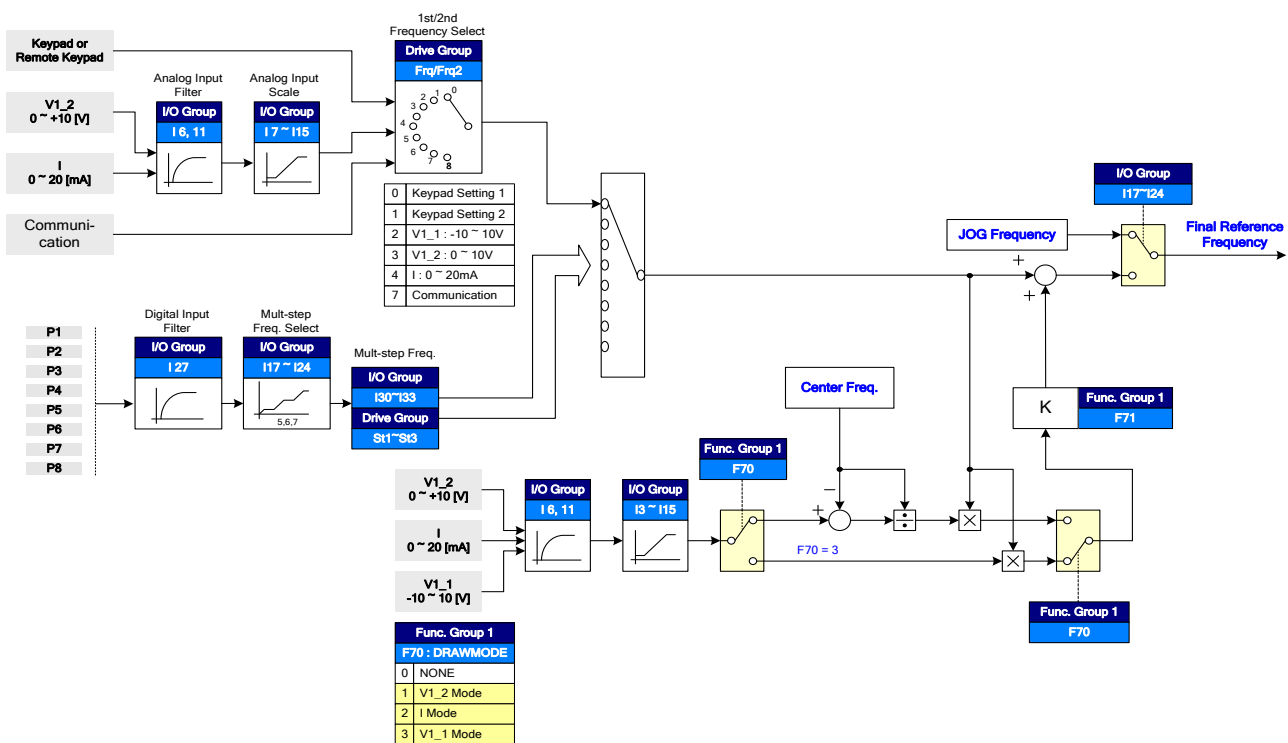 1st/2nd
Frequency Select
Keypad or
Remote Keypad
Drive Group
Frq/Frq2
Analog Input
Filter
Analog Input
Scale
V1_2
0 ~ +10 [V]
I/O Group
I 6, 11
I/O Group
I 7 ~ I15
0
1
2
3
4
5
6
7
8
I
0 ~ 20 [mA]
Communi-
cation
0 Keypad Setting 1
1 Keypad Setting 2
2 V1_1 : -10 ~ 10V
3 V1_2 : 0 ~ 10V
4 I : 0 ~ 20mA
7 Communication
I/O Group
I17~I24
JOG Frequency
Final Reference
Frequency
+
+
Digital Input
Filter
Mult-step
Freq. Select
P1
P2
P3
P4
P5
P6
P7
P8
I/O Group
I 27
I/O Group
I17 ~ I24
5,6,7
Mult-step Freq.
I/O Group
I30~I33
Drive Group
St1~St3
Center Freq.
K
Func. Group 1
F71
Func. Group 1
F70
V1_2
0 ~ +10 [V]
I
0 ~ 20 [mA]
V1_1
-10 ~ 10 [V]
I/O Group
I 6, 11
I/O Group
I3 ~ I15
−
+
÷
×
F70 = 3
×
Func. Group 1
F70
Func. Group 1
F70 : DRAWMODE
0 NONE
1 V1_2 Mode
2 I Mode
3 V1_1 Mode